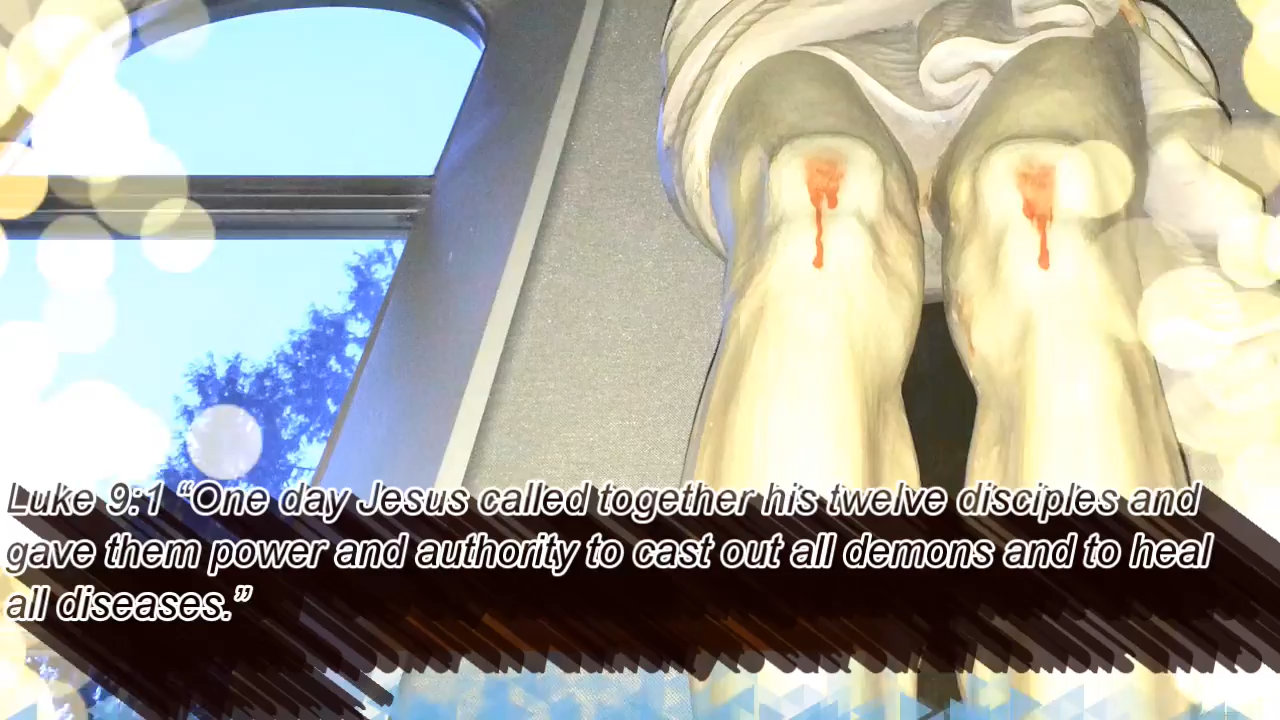 Luke 9:1 “One day Jesus called together his twelve disciples and
gave them power and authority to cast out all demons and to heal
all diseases.”